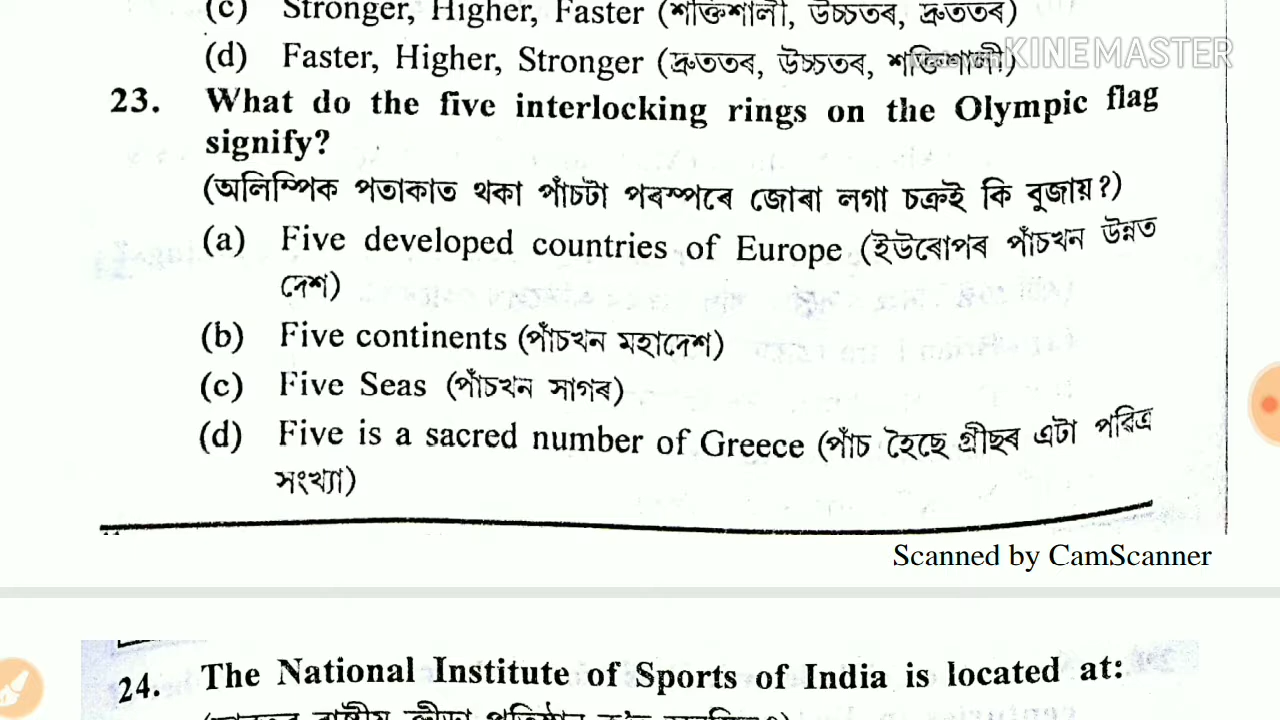 (c) Stronger, Higher, Faster (শক্তিশালী, উচ্চতৰ, দ্ৰুততৰ)
(d) Faster, Higher, Stronger (দ্ৰুততৰ, উচ্চতৰ, শক্তিশালী)
KINEMASTER
23. What do the five interlocking rings on the Olympic flag
signify?
(অলিম্পিক পতাকাত থকা পাঁচটা পৰস্পৰে জোৰা লগা চক্ৰই কি বুজায়?)
(a) Five developed countries of Europe (ইউৰোপৰ পাঁচখন উন্নত
দেশ)
(b) Five continents (পাঁচখন মহাদেশ)
(c) Five Seas (পাঁচখন সাগৰ)
(d) Five is a sacred number of Greece (পাঁচ হৈছে গ্ৰীছৰ এটা পৱিত্ৰ
সংখ্যা)
Scanned by CamScanner
24. The National Institute of Sports of India is located at: